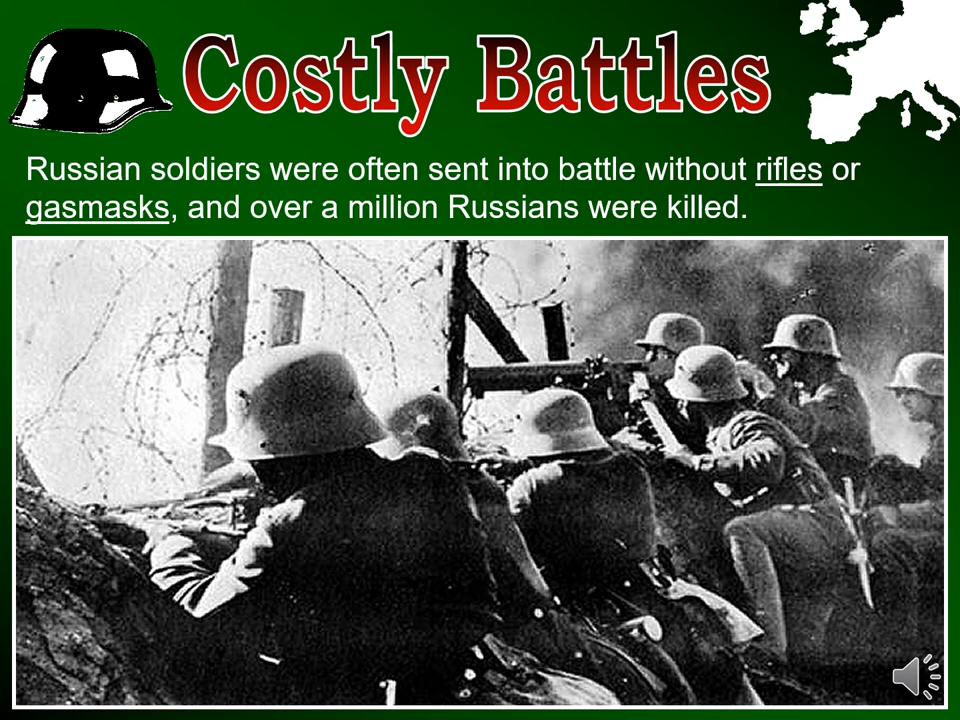 Costly Battles
Russian soldiers were often sent into battle without rifles or
gasmasks, and over a million Russians were killed.